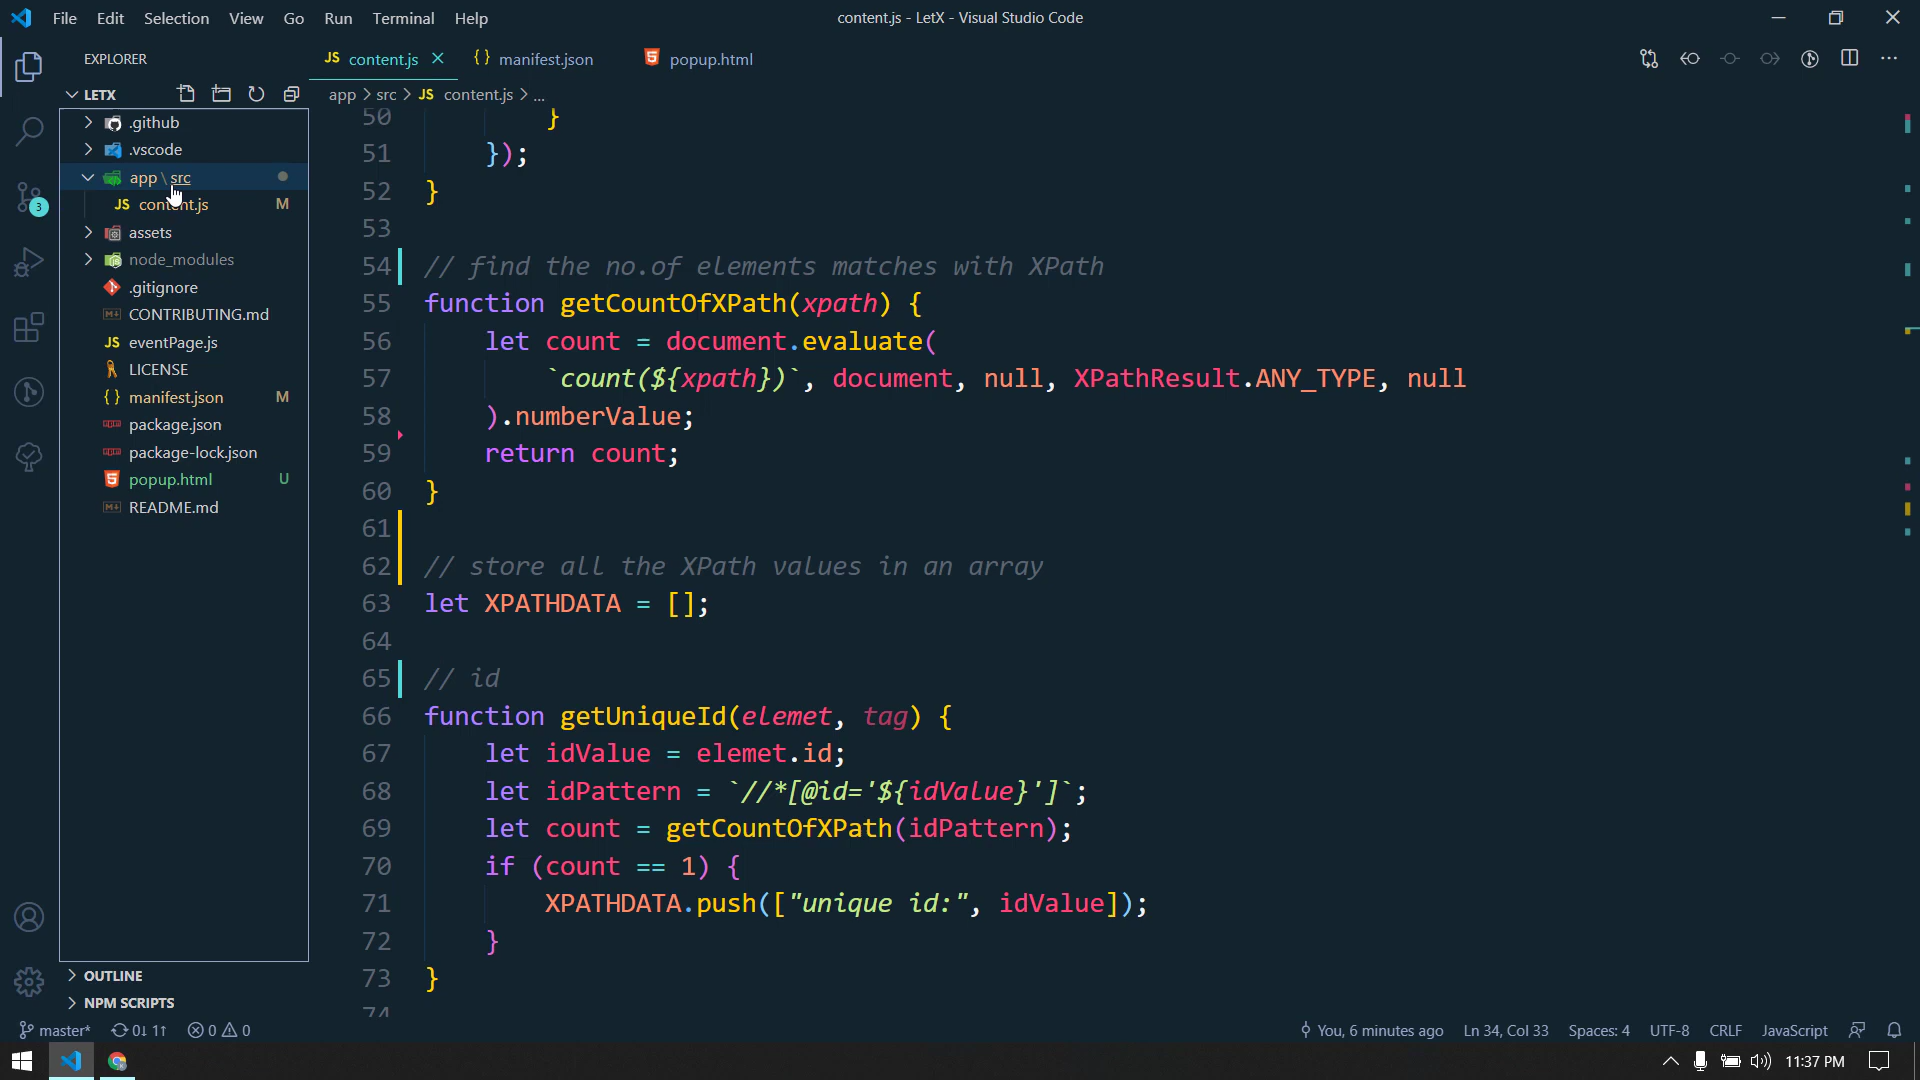 File Edit Selection View Go Run Terminal Help
content.js - LetX - Visual Studio Code
EXPLORER
JS content.js
{} manifest.json
popup.html
LETX
app > src > JS content.js > ...
.github
.vscode
app \ src
JS content.js M
assets
node_modules
.gitignore
CONTRIBUTING.md
JS eventPage.js
LICENSE
{} manifest.json M
package.json
package-lock.json
popup.html U
README.md
OUTLINE
NPM SCRIPTS
3
50 }
51 });
52 }
53
54 // find the no.of elements matches with XPath
55 function getCountOfXPath(xpath) {
56 let count = document.evaluate(
57 `count(${xpath})`, document, null, XPathResult.ANY_TYPE, null
58 ).numberValue;
59 return count;
60 }
61
62 // store all the XPath values in an array
63 let XPATHDATA = [];
64
65 // id
66 function getUniqueId(elemet, tag) {
67 let idValue = elemet.id;
68 let idPattern = `//*[@id='${idValue}']`;
69 let count = getCountOfXPath(idPattern);
70 if (count == 1) {
71 XPATHDATA.push(["unique id:", idValue]);
72 }
73 }
74
master* 0↓ 1↑ 0 0
You, 6 minutes ago Ln 34, Col 33 Spaces: 4 UTF-8 CRLF JavaScript
11:37 PM